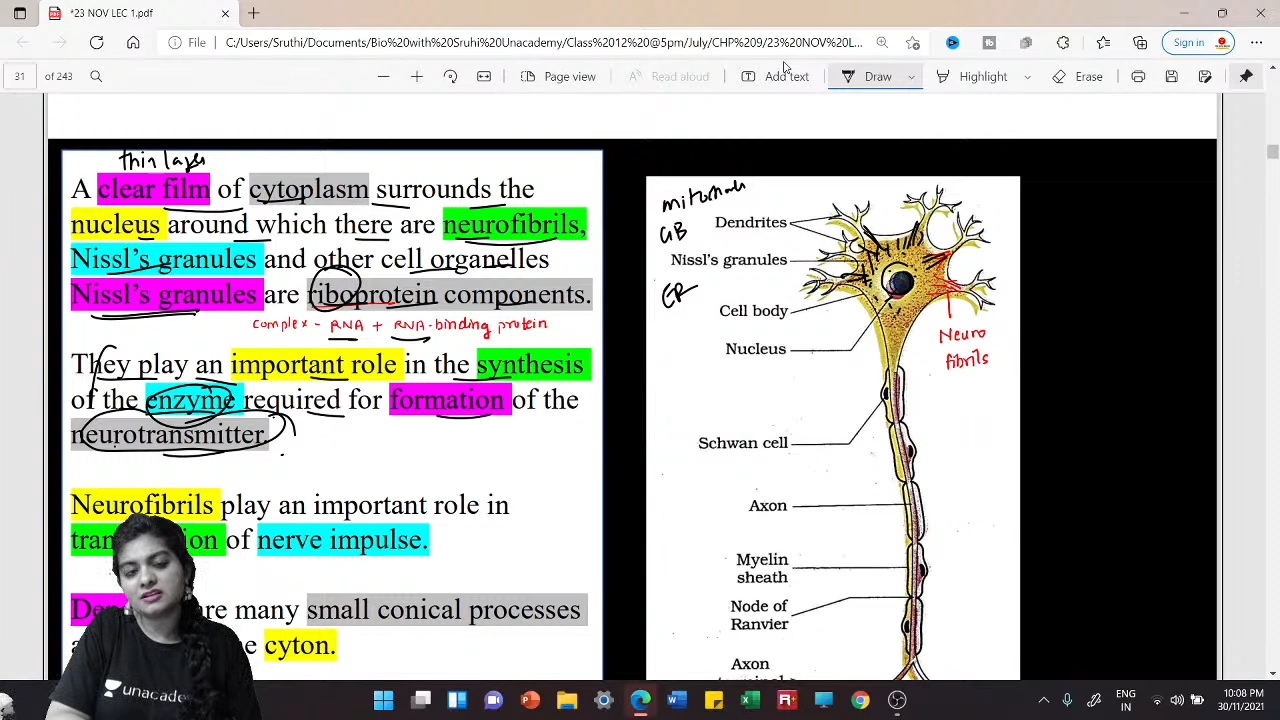 *23 NOV LEC 1.pdf
File
C:/Users/Sruthi/Documents/Bio%20with%20Sruhi%20Unacademy/Class%2012%20@5pm/July/CHP%209/23%20NOV%20L...
Sign in
31 of 243
Page view
Read aloud
Add text
Draw
Highlight
Erase
thin layer
A clear film of cytoplasm surrounds the
nucleus around which there are neurofibrils,
Nissl's granules and other cell organelles
Nissl's granules are riboprotein components.
complex - RNA + RNA-binding protein
They play an important role in the synthesis
of the enzyme required for formation of the
neurotransmitter.
Neurofibrils play an important role in
of nerve impulse.
are many small conical processes
cyton.
GB
ER
Dendrites
Nissl's granules
Cell body
Nucleus
Neuro
fibrils
Schwan cell
Axon
Myelin
sheath
Node of
Ranvier
Axon
unacade
ENG
IN
10:08 PM
30/11/2021